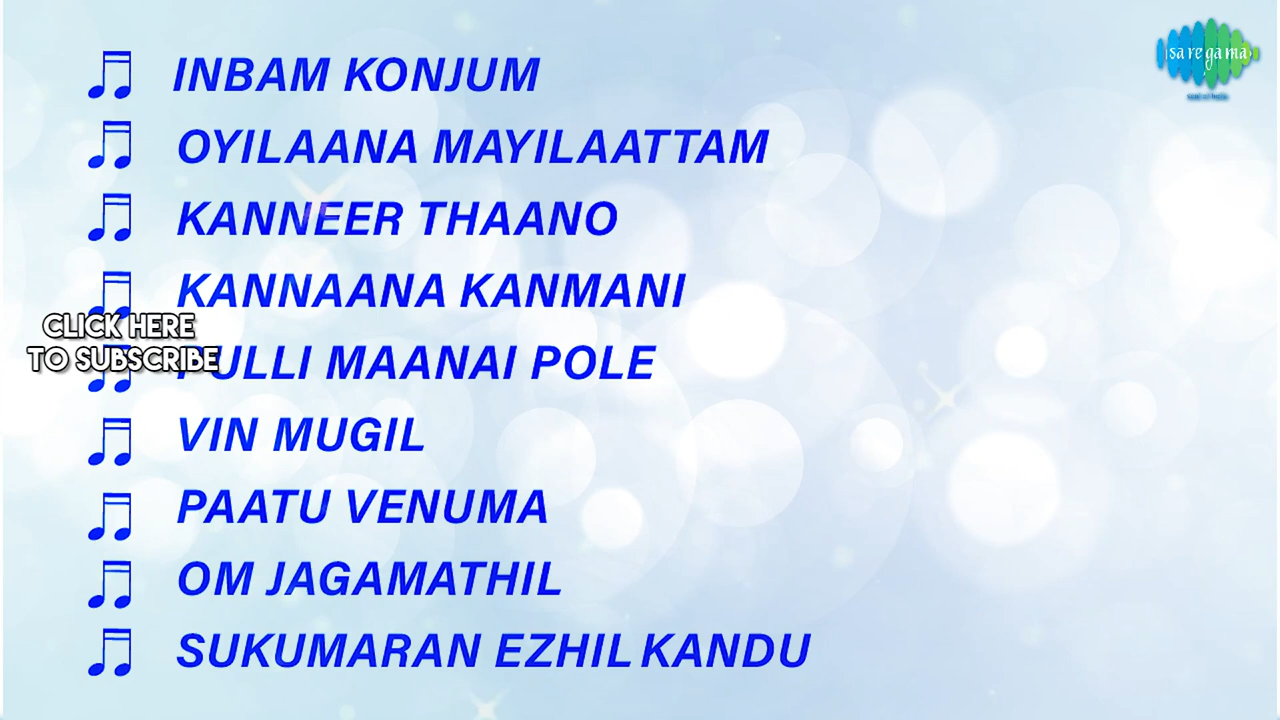 saregama
INBAM KONJUM
OYILAANA MAYILAATTAM
KANNEER THAANO
KANNAANA KANMANI
CLICK HERE
TO SUBSCRIBE
PULLI MAANAI POLE
VIN MUGIL
PAATU VENUMA
OM JAGAMATHIL
SUKUMARAN EZHIL KANDU